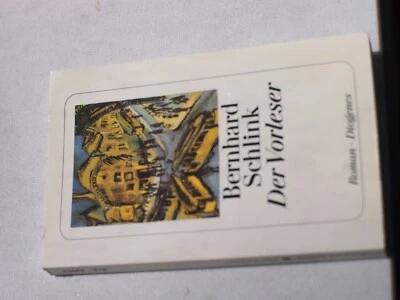 Bernhard
Schlink
Der Vorleser
Roman · Diogenes